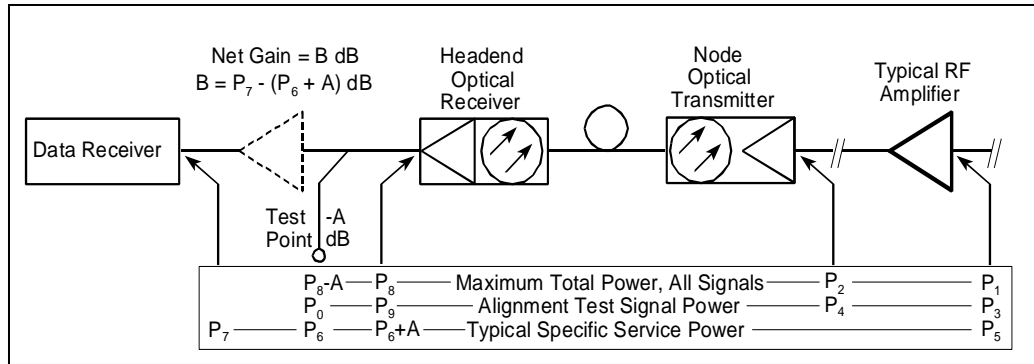 Net Gain = B dB
B = P7 - (P6 + A) dB
Headend
Optical
Receiver
Node
Optical
Transmitter
Typical RF
Amplifier
Data Receiver
Test
Point
-A
dB
P8-A P8 Maximum Total Power, All Signals P2 P1
P0 P9 Alignment Test Signal Power P4 P3
P7 P6 P6+A Typical Specific Service Power P5